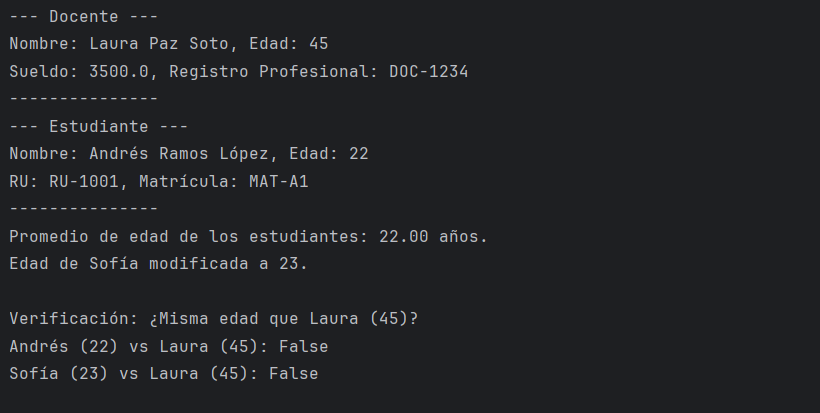 --- Docente ---
Nombre: Laura Paz Soto, Edad: 45
Sueldo: 3500.0, Registro Profesional: DOC-1234
---------------
--- Estudiante ---
Nombre: Andrés Ramos López, Edad: 22
RU: RU-1001, Matrícula: MAT-A1
---------------
Promedio de edad de los estudiantes: 22.00 años.
Edad de Sofía modificada a 23.
Verificación: ¿Misma edad que Laura (45)?
Andrés (22) vs Laura (45): False
Sofía (23) vs Laura (45): False